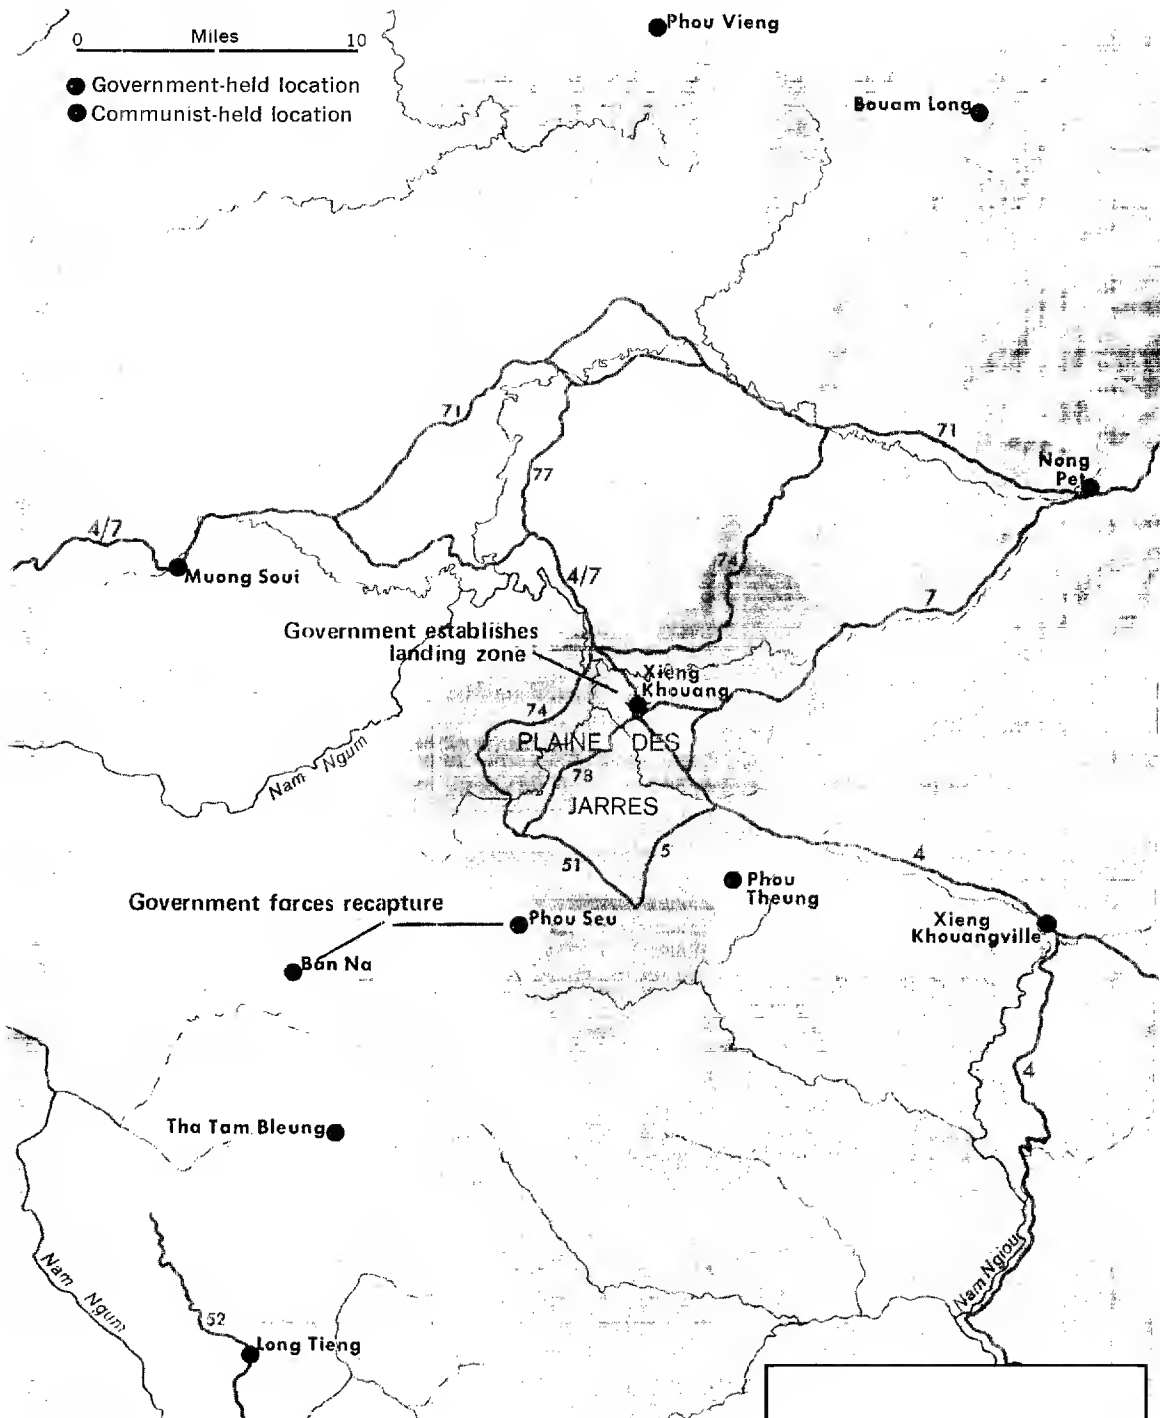 Phou Vieng
0 Miles 10
Government-held location
Communist-held location
Bouam Long
71
71
Nong
Pet
77
4/7
Muong Soui
4/7
74
7
Government establishes
landing zone
Xieng
Khouang
74
PLAINE DES
Nam Ngum
78
JARRES
51
5
4
Phou
Theung
Government forces recapture
Phou Seu
Xieng
Khouangville
Ban Na
4
Tha Tam Bleung
Nam Ngum
Nam Ngiou
52
Long Tieng